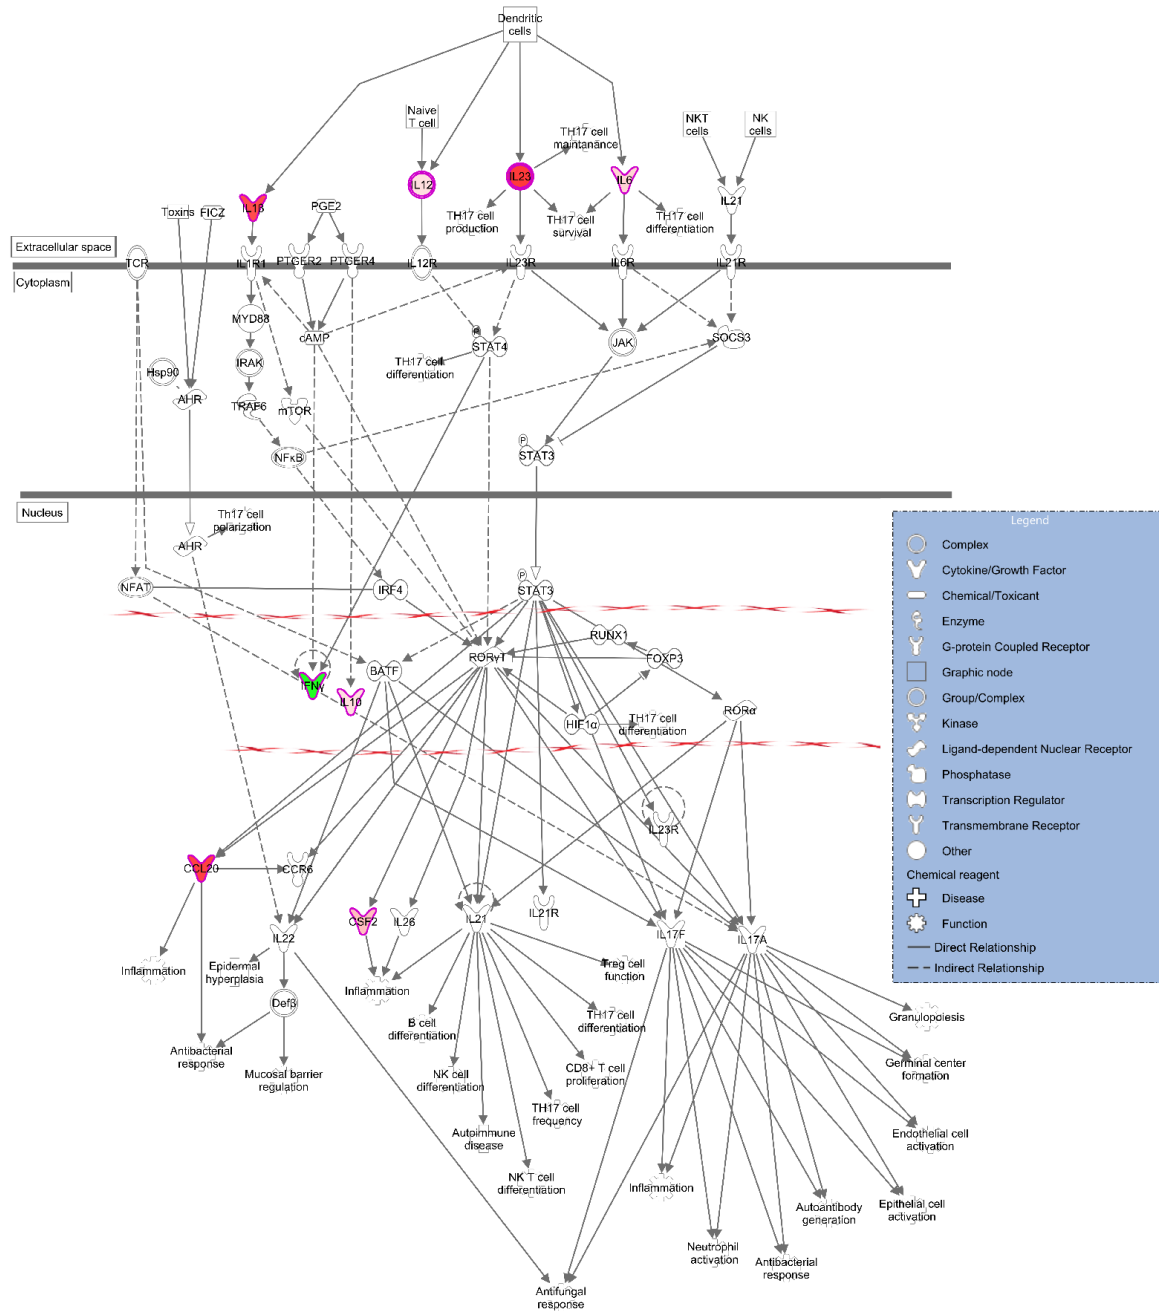 Dendritic
cells
Naive
T cell
NKT
cells
NK
cells
TH17 cell
maintanance
IL12
IL23
IL6
IL21
IL1β
Toxins
FICZ
PGE2
TH17 cell
production
TH17 cell
survival
TH17 cell
differentiation
Extracellular space
TCR
IL1R1
PTGER2
PTGER4
IL12R
IL23R
IL6R
IL21R
Cytoplasm
MYD88
cAMP
P
STAT4
JAK
SOCS3
TH17 cell
differentiation
Hsp90
IRAK
AHR
TRAF6
mTOR
NFκB
P
STAT3
Nucleus
Th17 cell
polarization
AHR
NFAT
IRF4
P
STAT3
RUNX1
RORγT
FOXP3
BATF
IFNγ
IL10
HIF1α
TH17 cell
differentiation
RORα
IL23R
CCL20
CCR6
CSF2
IL26
IL21
IL21R
IL22
IL17F
IL17A
Inflammation
Epidermal
hyperplasia
Inflammation
Treg cell
function
Defβ
B cell
differentiation
TH17 cell
differentiation
Granulopoiesis
Antibacterial
response
Mucosal barrier
regulation
NK cell
differentiation
CD8+ T cell
proliferation
Germinal center
formation
TH17 cell
frequency
Autoimmune
disease
Endothelial cell
activation
NK T cell
differentiation
Inflammation
Autoantibody
generation
Epithelial cell
activation
Neutrophil
activation
Antibacterial
response
Antifungal
response
Legend
Complex
Cytokine/Growth Factor
Chemical/Toxicant
Enzyme
G-protein Coupled Receptor
Graphic node
Group/Complex
Kinase
Ligand-dependent Nuclear Receptor
Phosphatase
Transcription Regulator
Transmembrane Receptor
Other
Chemical reagent
Disease
Function
Direct Relationship
Indirect Relationship